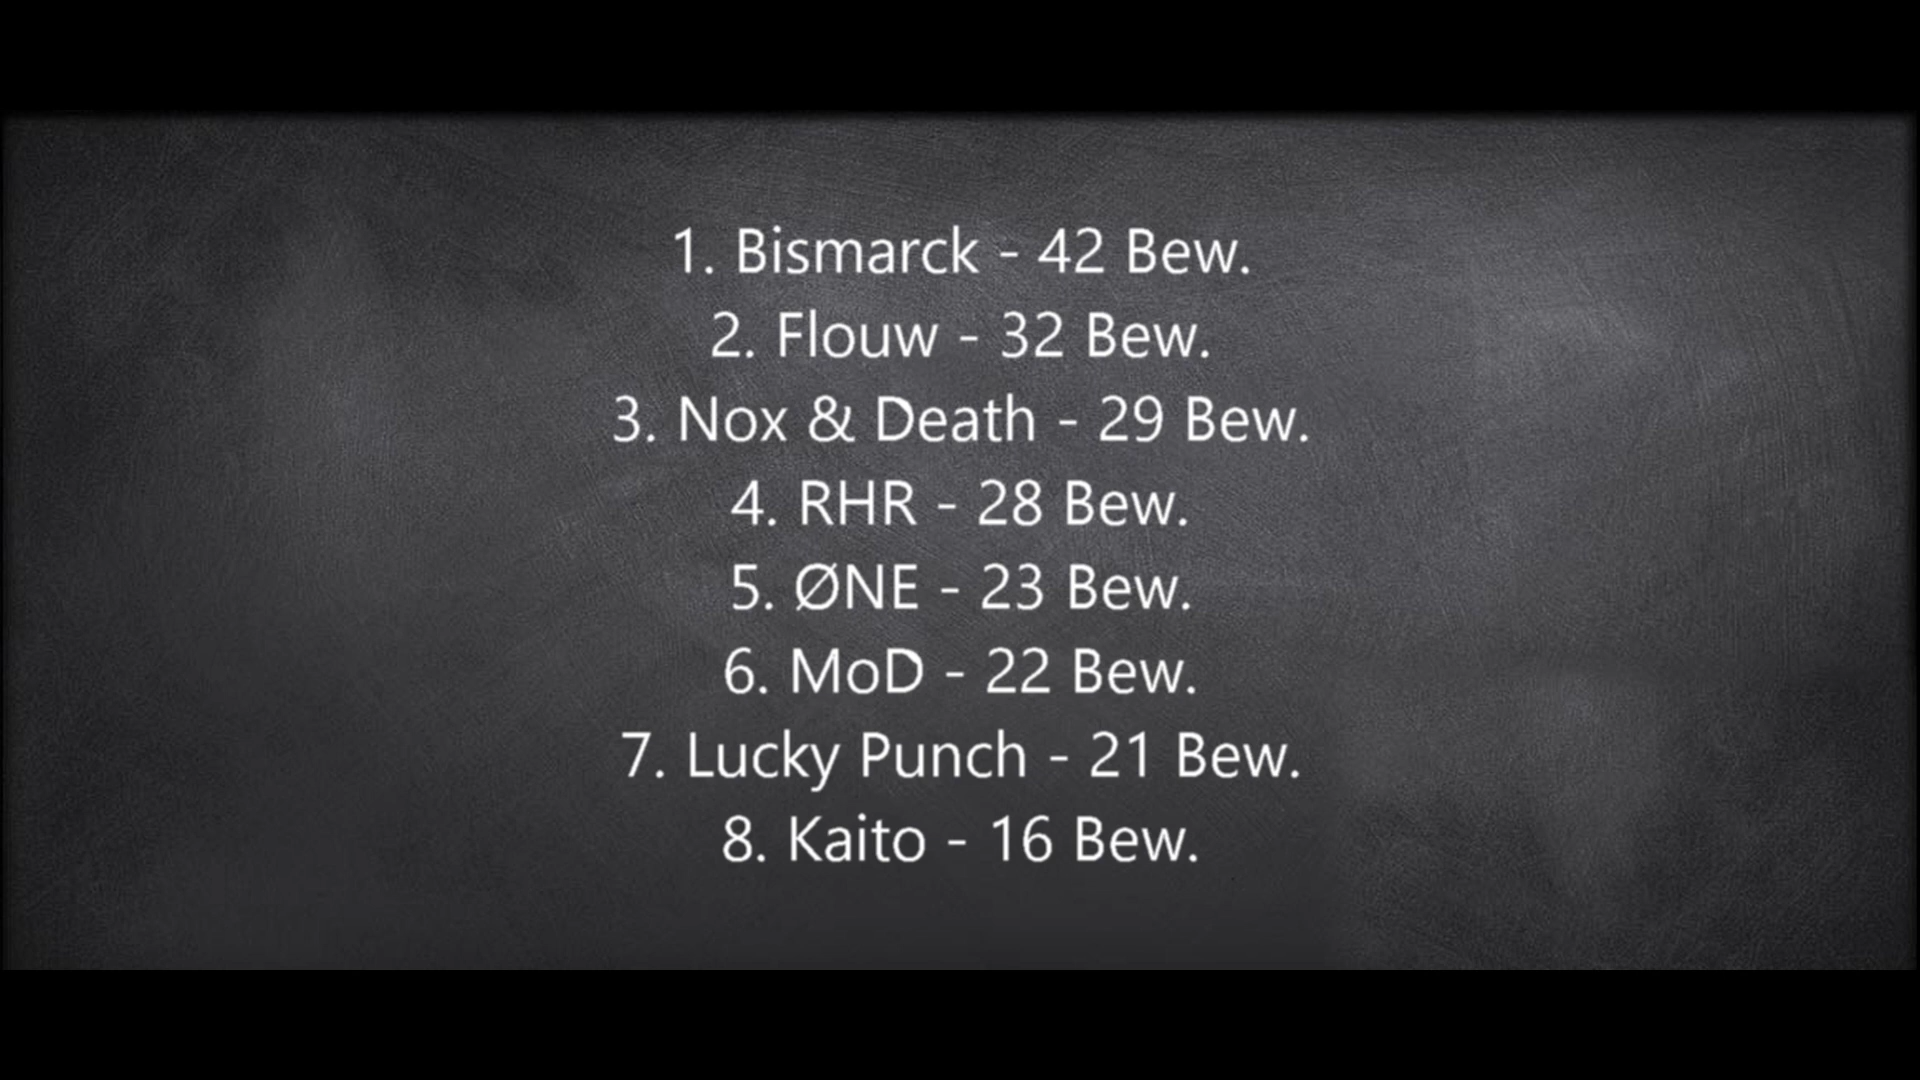 1. Bismarck - 42 Bew.
2. Flouw - 32 Bew.
3. Nox & Death - 29 Bew.
4. RHR - 28 Bew.
5. ØNE - 23 Bew.
6. MoD - 22 Bew.
7. Lucky Punch - 21 Bew.
8. Kaito - 16 Bew.